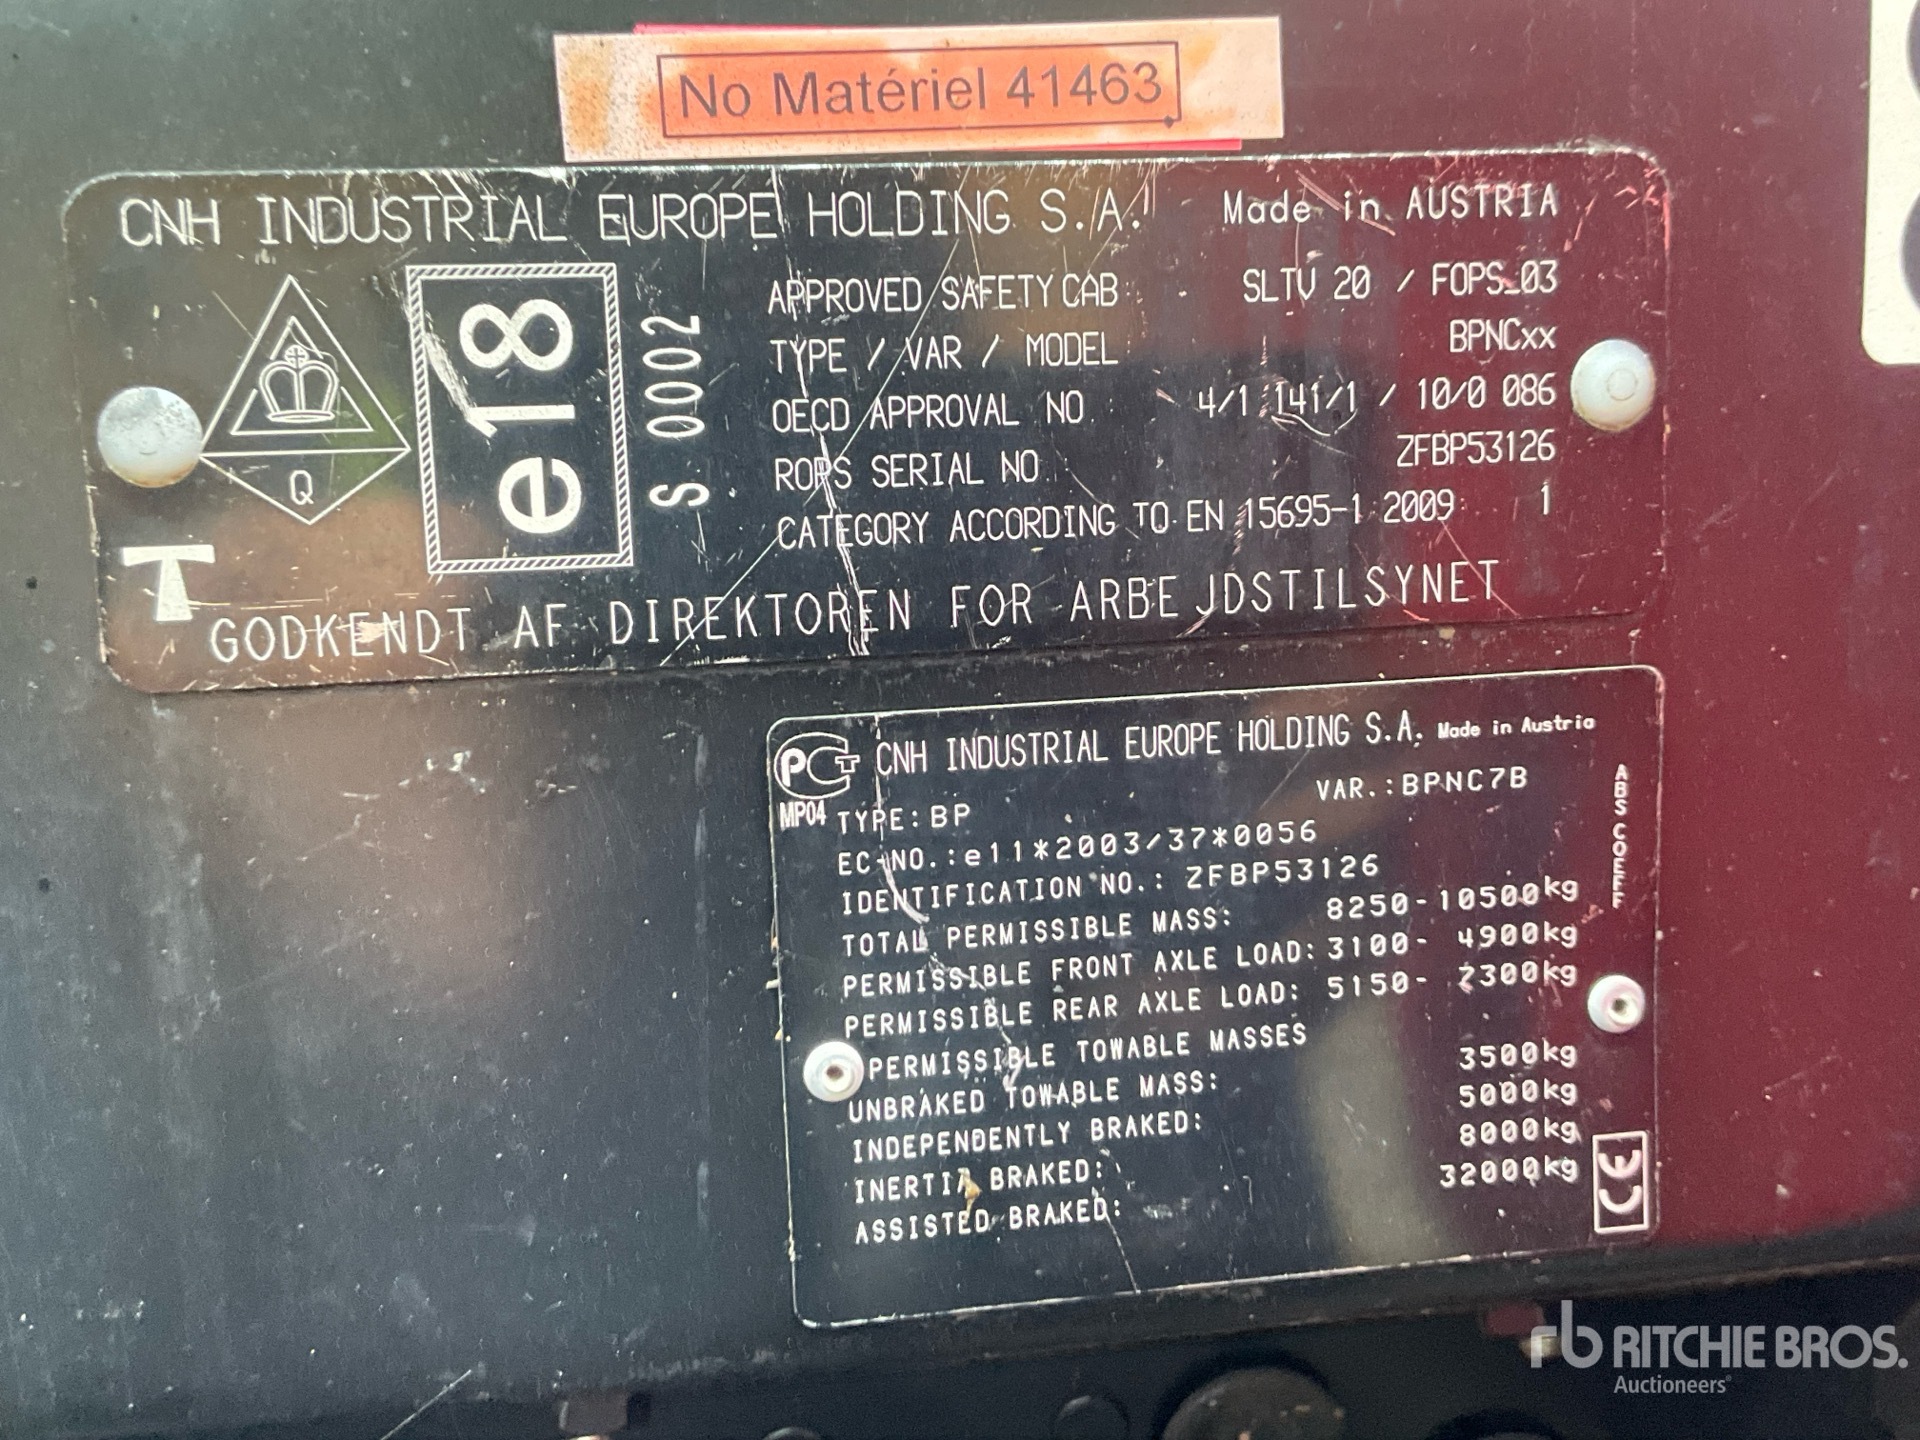 No Matériel 41463
CNH INDUSTRIAL EUROPE HOLDING S.A. Made in AUSTRIA
Q
e18
S 0002
APPROVED SAFETY CAB : SLTV 20 / FOPS_03
TYPE / VAR / MODEL BPNCxx
OECD APPROVAL NO 4/1 141/1 / 10/0 086
ROPS SERIAL NO. ZFBP53126
CATEGORY ACCORDING TO EN 15695-1:2009 1
T
GODKENDT AF DIREKTOREN FOR ARBEJDSTILSYNET
PCT CNH INDUSTRIAL EUROPE HOLDING S.A. Made in Austria
MP04
TYPE: BP VAR.: BPNC7B
EC-NO.: e11*2003/37*0056
IDENTIFICATION NO.: ZFBP53126
TOTAL PERMISSIBLE MASS: 8250-10500kg
PERMISSIBLE FRONT AXLE LOAD: 3100- 4900kg
PERMISSIBLE REAR AXLE LOAD: 5150- 7300kg
PERMISSIBLE TOWABLE MASSES
UNBRAKED TOWABLE MASS: 3500kg
INDEPENDENTLY BRAKED: 5000kg
INERTIA BRAKED: 8000kg
ASSISTED BRAKED: 32000kg
ABS COEFF
CE
rb RITCHIE BROS.
Auctioneers®